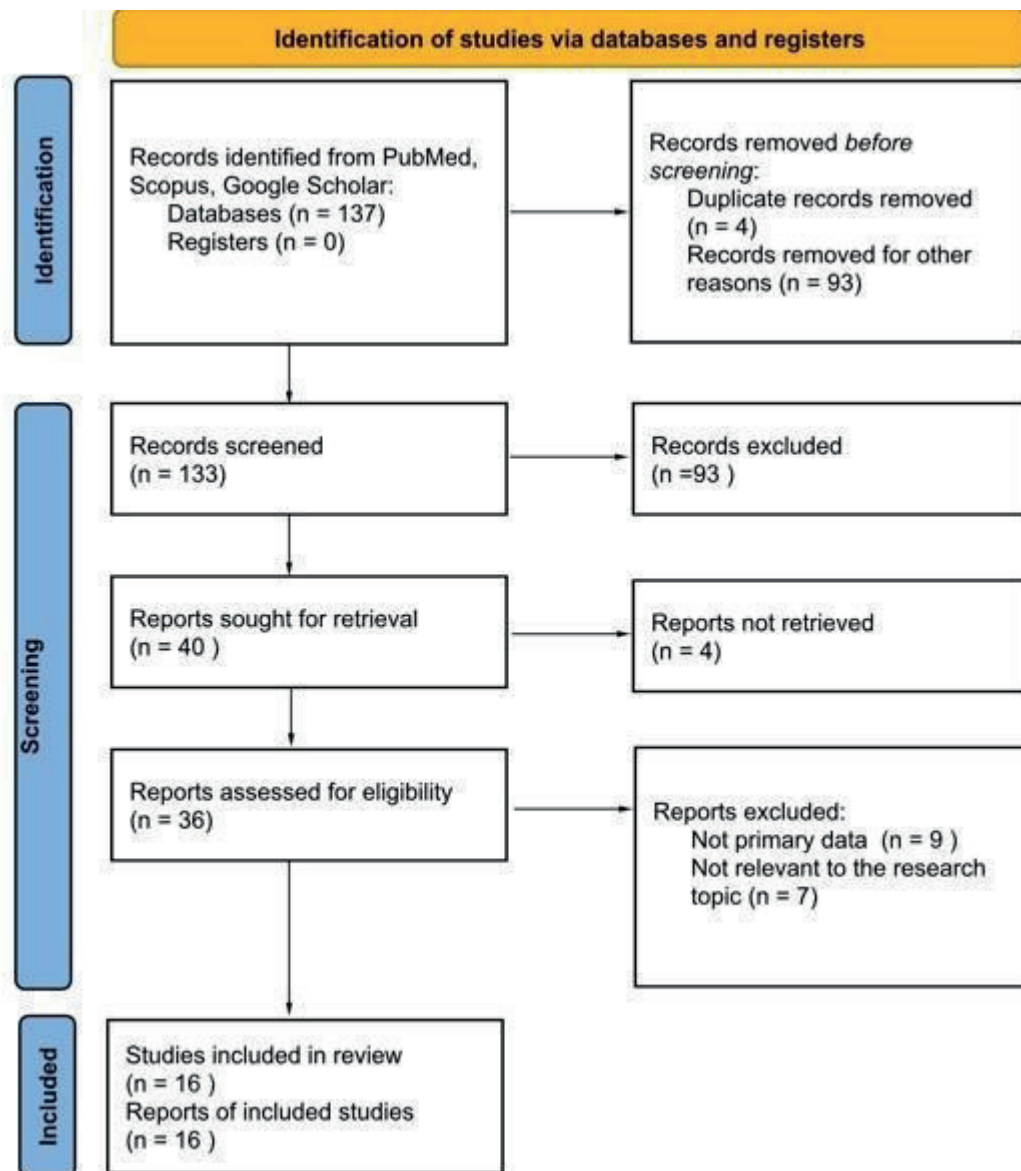 Identification of studies via databases and registers
Identification
Records identified from PubMed,
Scopus, Google Scholar:
Databases (n = 137)
Registers (n = 0)
Records removed before
screening:
Duplicate records removed
(n = 4)
Records removed for other
reasons (n = 93)
Screening
Records screened
(n = 133)
Records excluded
(n =93 )
Reports sought for retrieval
(n = 40 )
Reports not retrieved
(n = 4)
Reports assessed for eligibility
(n = 36)
Reports excluded:
Not primary data (n = 9 )
Not relevant to the research
topic (n = 7)
Included
Studies included in review
(n = 16 )
Reports of included studies
(n = 16 )